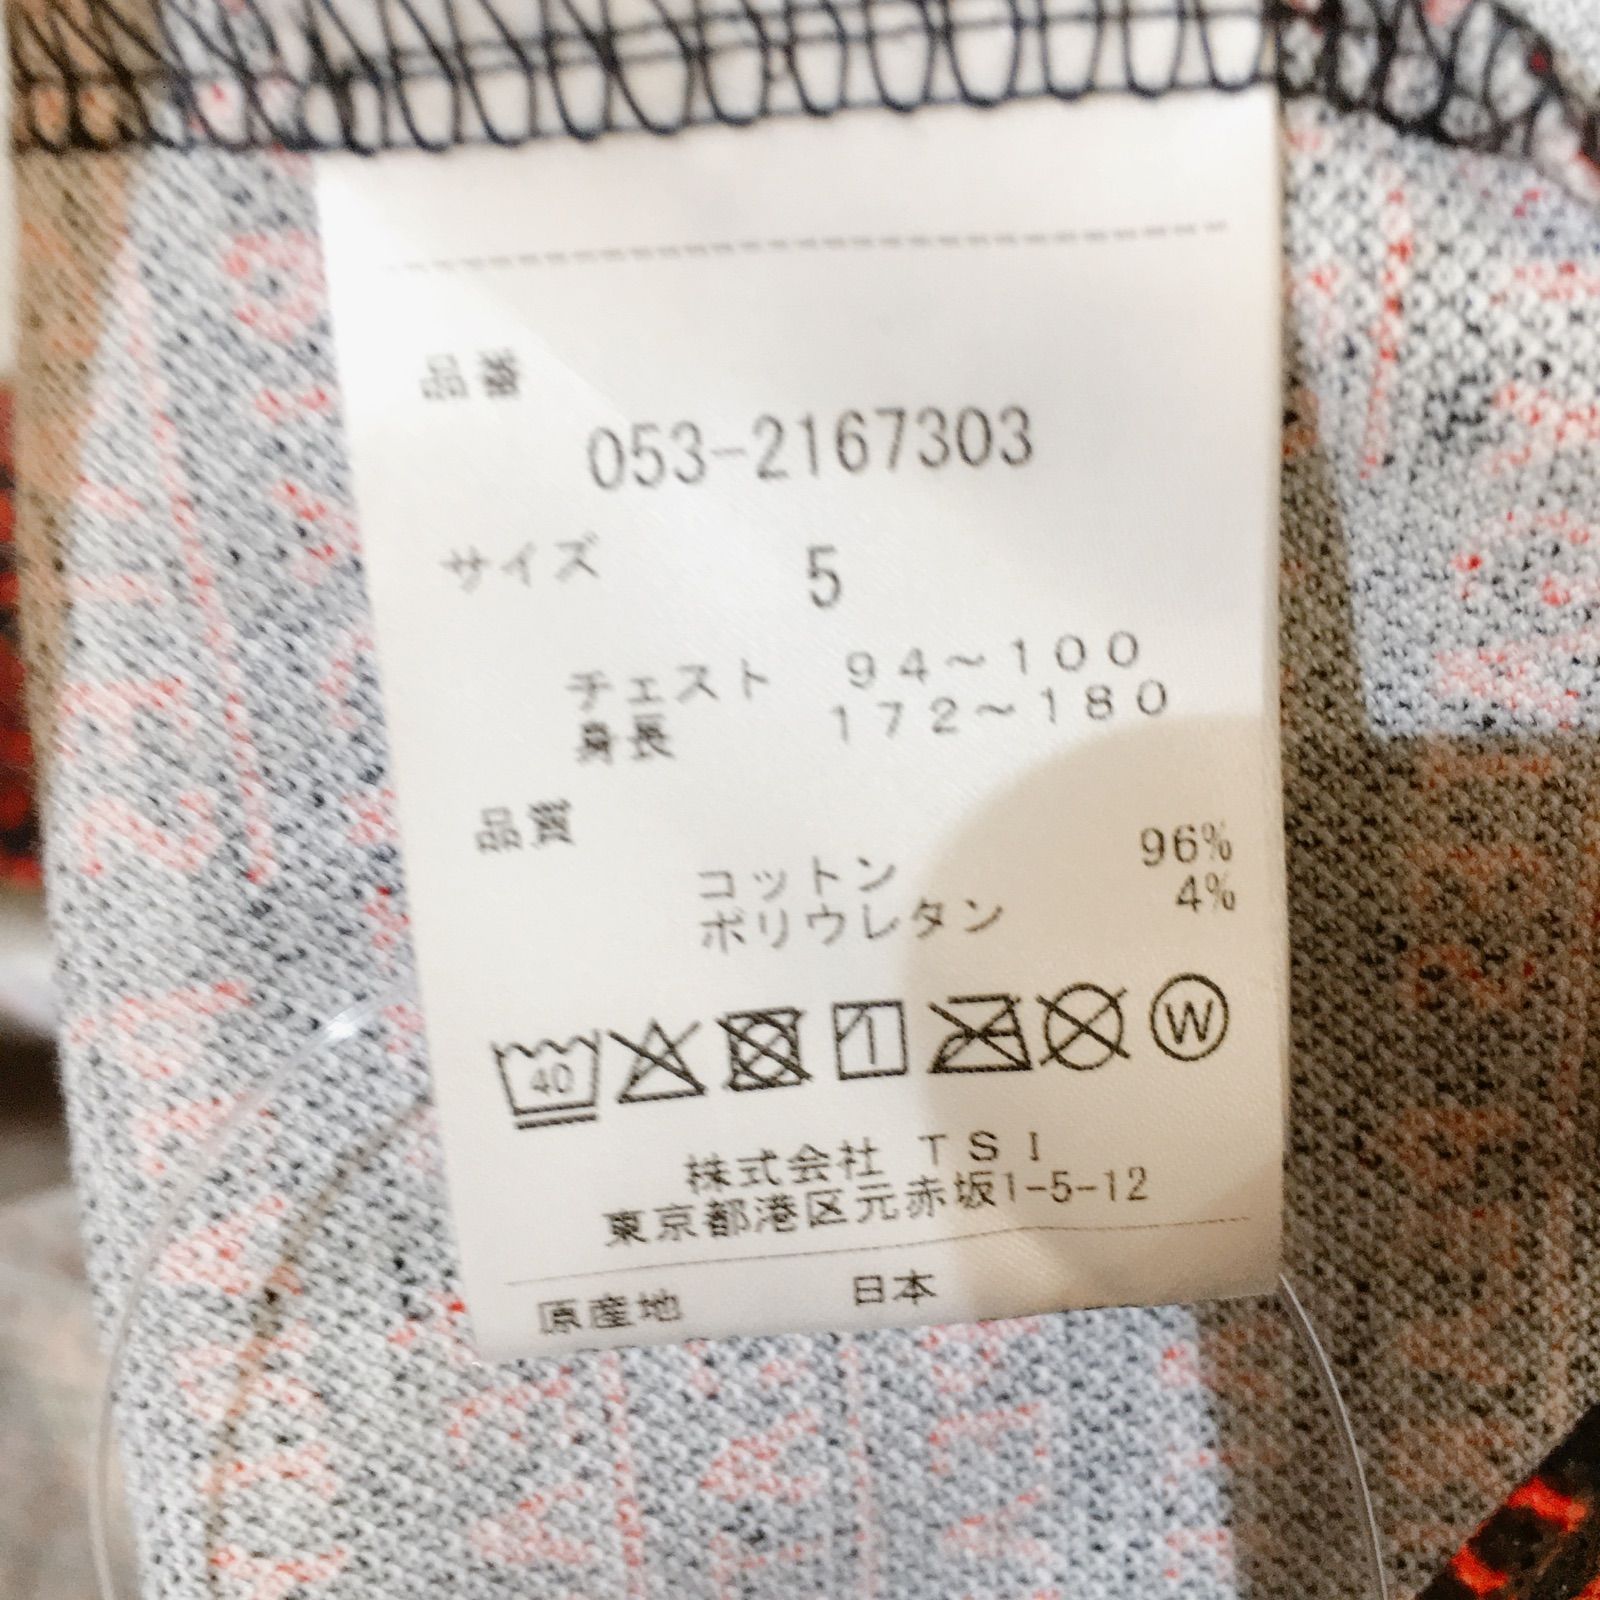 品番
053-2167303
サイズ 5
チェスト 94~100
身長 172~180
品質
コットン 96%
ポリウレタン 4%
40 W
株式会社 TSI
東京都港区元赤坂1-5-12
原産地 日本